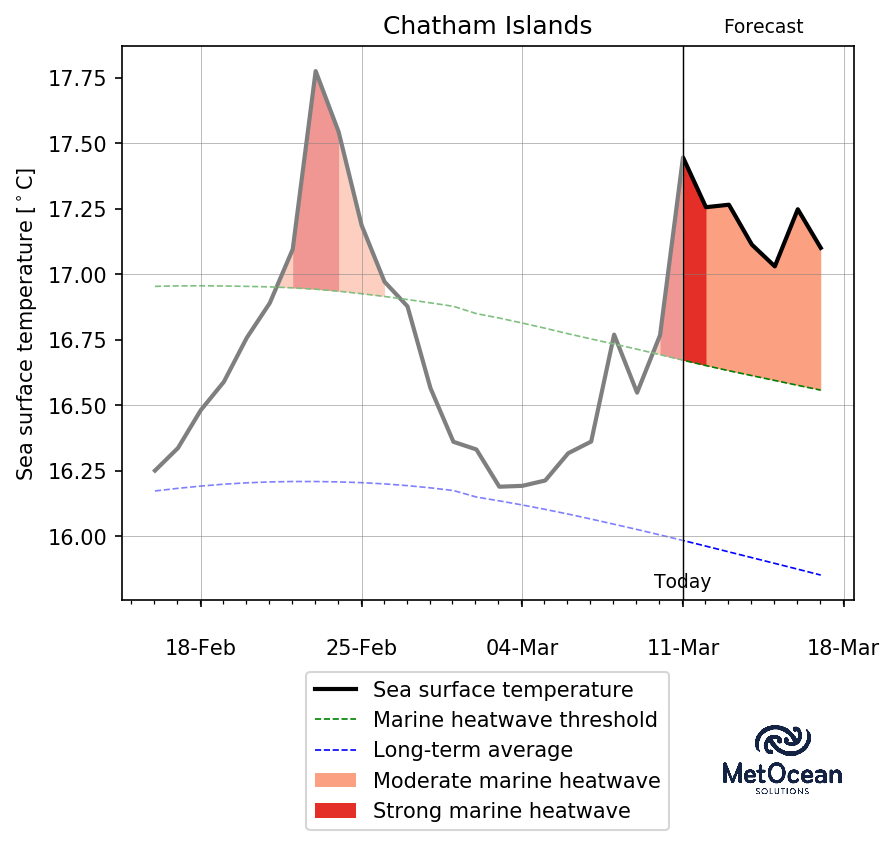 Chatham Islands
Forecast
Sea surface temperature [°C]
17.75
17.50
17.25
17.00
16.75
16.50
16.25
16.00
Today
18-Feb
25-Feb
04-Mar
11-Mar
18-Mar
Sea surface temperature
Marine heatwave threshold
Long-term average
Moderate marine heatwave
Strong marine heatwave
MetOcean
SOLUTIONS